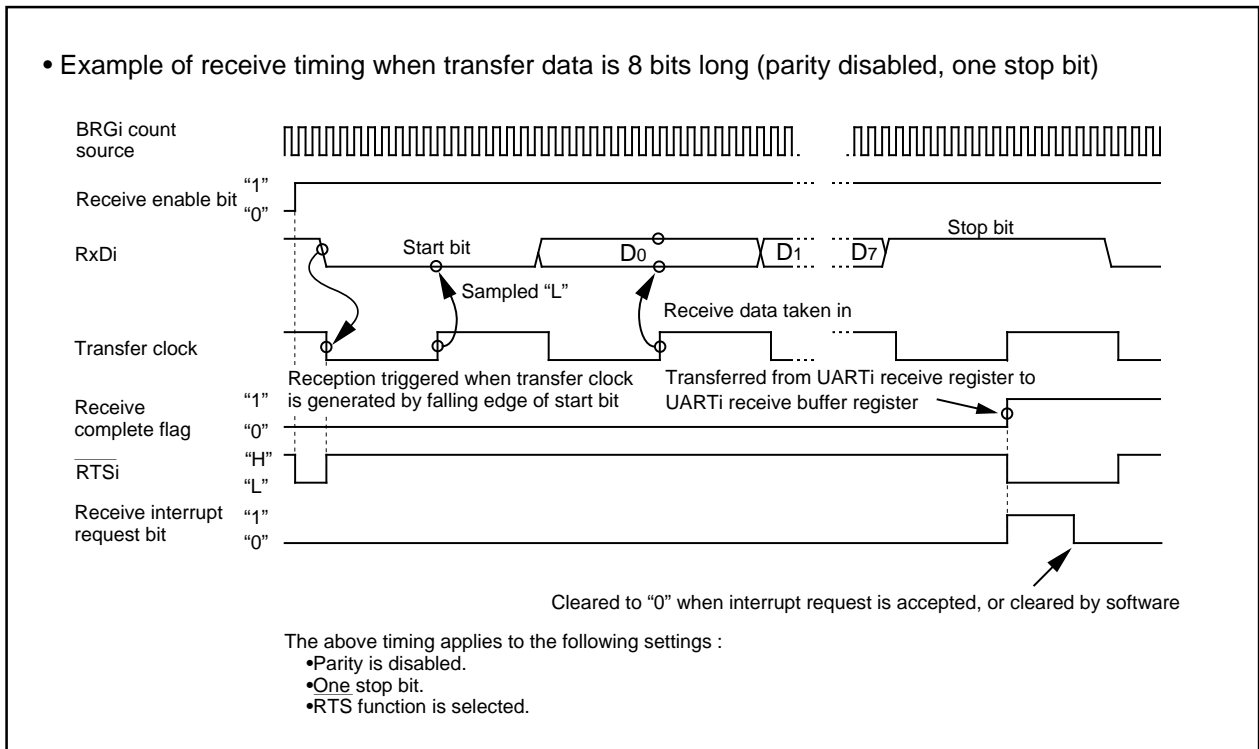 • Example of receive timing when transfer data is 8 bits long (parity disabled, one stop bit)
BRGi count
source
Receive enable bit
“1”
“0”
RxDi
Start bit
D0
D1
D7
Stop bit
Sampled “L”
Receive data taken in
Transfer clock
Reception triggered when transfer clock
is generated by falling edge of start bit
Transferred from UARTi receive register to
UARTi receive buffer register
Receive
complete flag
“1”
“0”
RTSi
“H”
“L”
Receive interrupt
request bit
“1”
“0”
Cleared to “0” when interrupt request is accepted, or cleared by software
The above timing applies to the following settings :
•Parity is disabled.
•One stop bit.
•RTS function is selected.